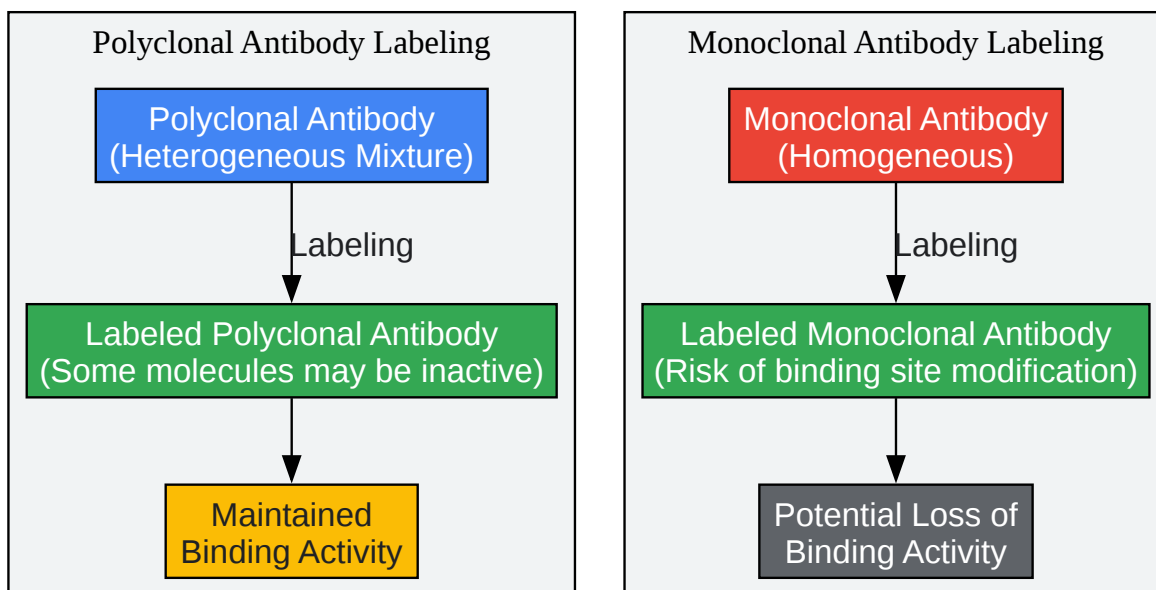 Polyclonal Antibody Labeling
Polyclonal Antibody
(Heterogeneous Mixture)
Labeling
Labeled Polyclonal Antibody
(Some molecules may be inactive)
Maintained
Binding Activity
Monoclonal Antibody Labeling
Monoclonal Antibody
(Homogeneous)
Labeling
Labeled Monoclonal Antibody
(Risk of binding site modification)
Potential Loss of
Binding Activity